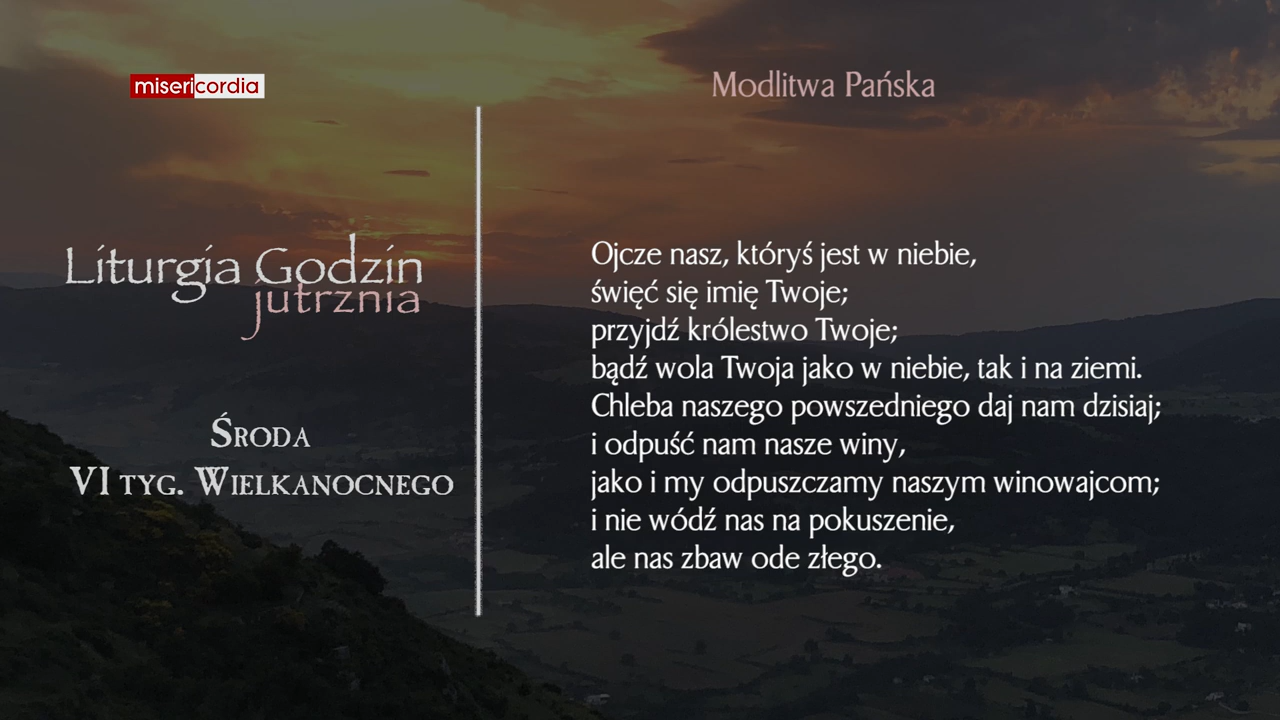 misericordia
Liturgia Godzin
jutrznia
Środa
VI tyg. Wielkanocnego
Modlitwa Pańska
Ojcze nasz, któryś jest w niebie,
święć się imię Twoje;
przyjdź królestwo Twoje;
bądź wola Twoja jako w niebie, tak i na ziemi.
Chleba naszego powszedniego daj nam dzisiaj;
i odpuść nam nasze winy,
jako i my odpuszczamy naszym winowajcom;
i nie wódź nas na pokuszenie,
ale nas zbaw ode złego.